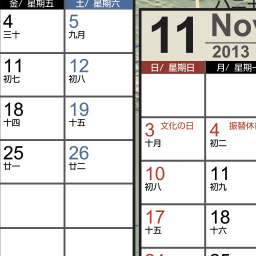 金/ 星期五 土/ 星期六
4 5
三十 九月
11 12
初七 初八
18 19
十四 十五
25 26
廿一 廿二
11 Nov
2013
日/ 星期日 月/ 星期
3 文化の日 4 振替休
十月 初二
10 11
初八 初九
17 18
十五 十六